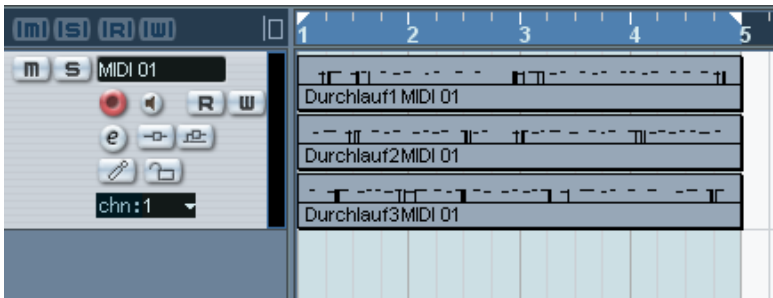 m S R W
1 2 3 4 5
m S MIDI 01
R W
e
chn:1
Durchlauf1 MIDI 01
Durchlauf2MIDI 01
Durchlauf3MIDI 01